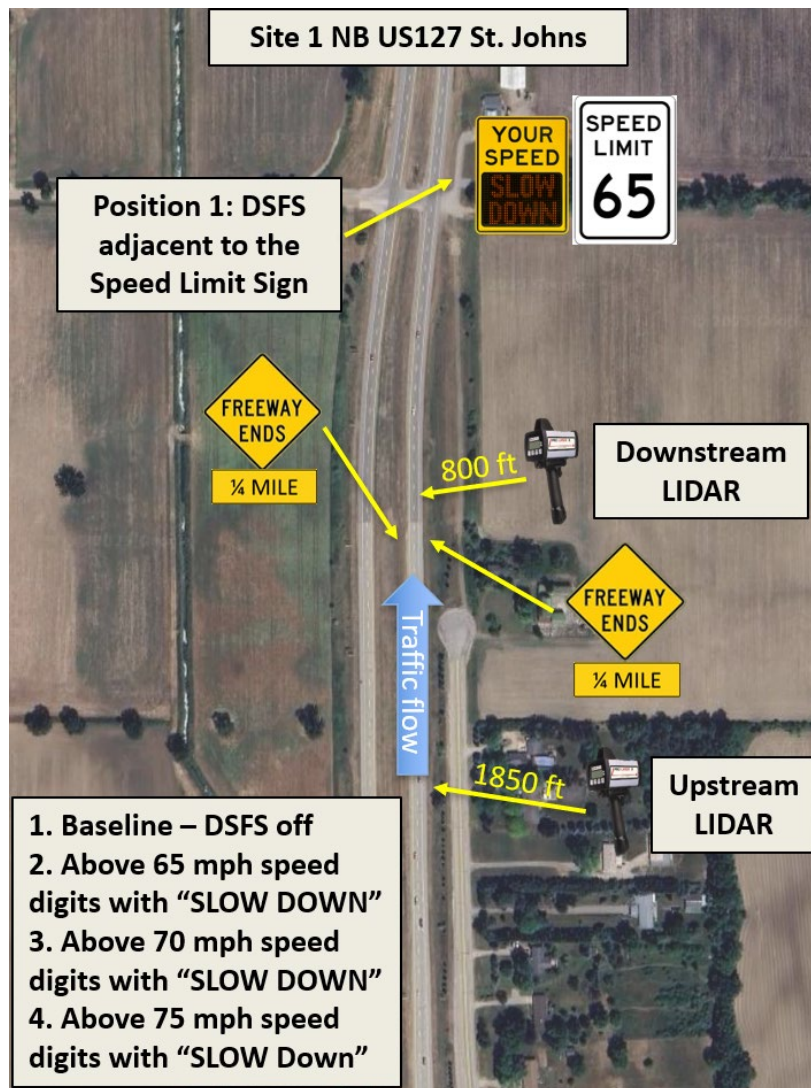 Site 1 NB US127 St. Johns
YOUR
SPEED
SLOW
DOWN
SPEED
LIMIT
65
Position 1: DSFS
adjacent to the
Speed Limit Sign
FREEWAY
ENDS
¼ MILE
800 ft
Downstream
LIDAR
FREEWAY
ENDS
¼ MILE
Traffic flow
1850 ft
Upstream
LIDAR
1. Baseline – DSFS off
2. Above 65 mph speed
digits with “SLOW DOWN”
3. Above 70 mph speed
digits with “SLOW DOWN”
4. Above 75 mph speed
digits with “SLOW Down”